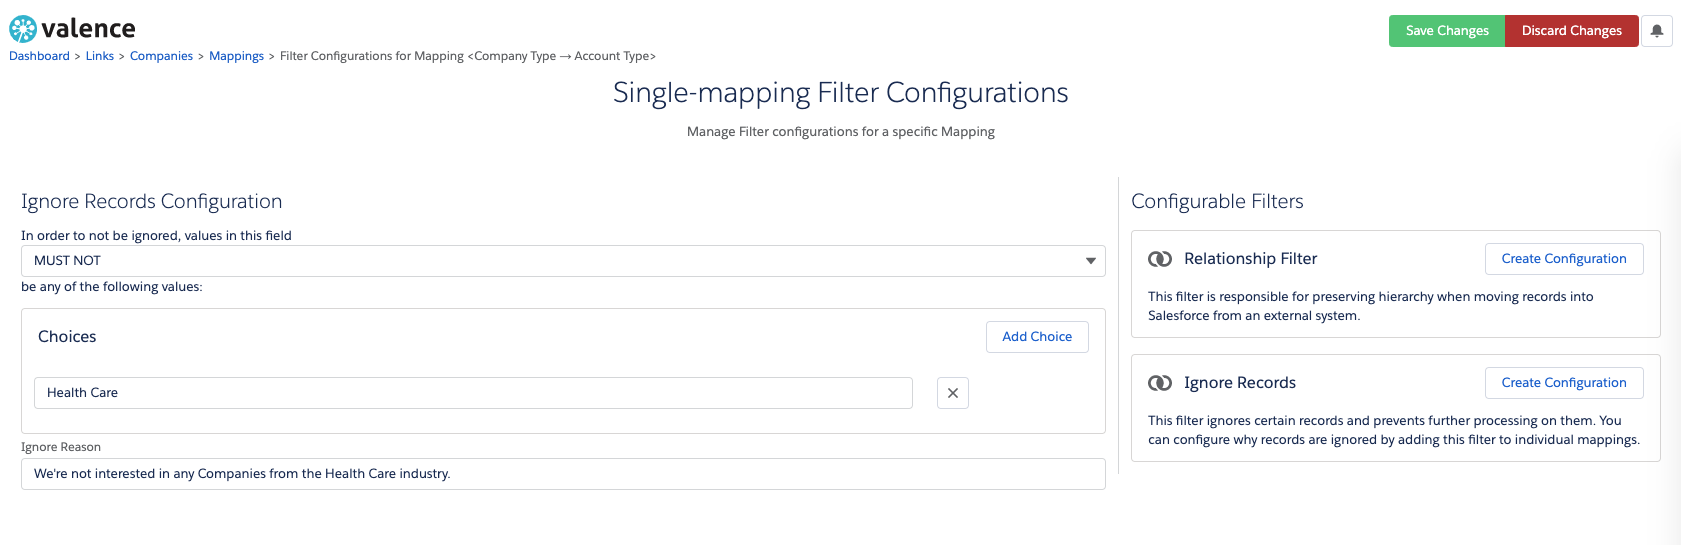 valence
Save Changes
Discard Changes
Dashboard > Links > Companies > Mappings > Filter Configurations for Mapping <Company Type → Account Type>
Single-mapping Filter Configurations
Manage Filter configurations for a specific Mapping
Ignore Records Configuration
In order to not be ignored, values in this field
MUST NOT
be any of the following values:
Choices
Add Choice
Health Care
Ignore Reason
We're not interested in any Companies from the Health Care industry.
Configurable Filters
Relationship Filter
Create Configuration
This filter is responsible for preserving hierarchy when moving records into
Salesforce from an external system.
Ignore Records
Create Configuration
This filter ignores certain records and prevents further processing on them. You
can configure why records are ignored by adding this filter to individual mappings.